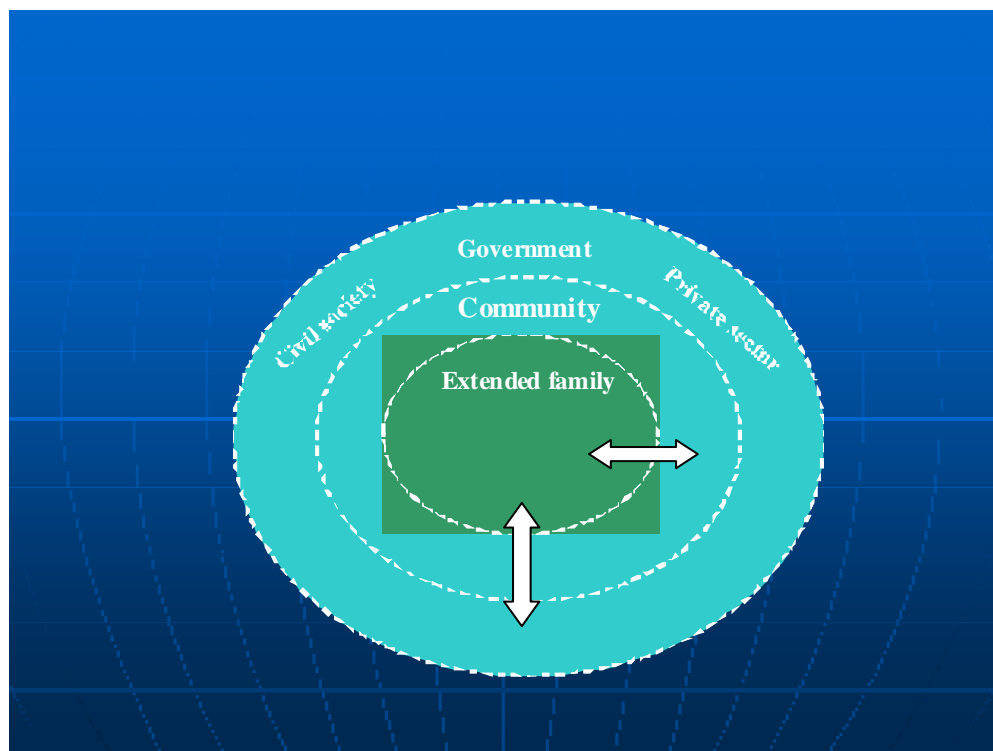 Government
Civil society
Private sector
Community
Extended family